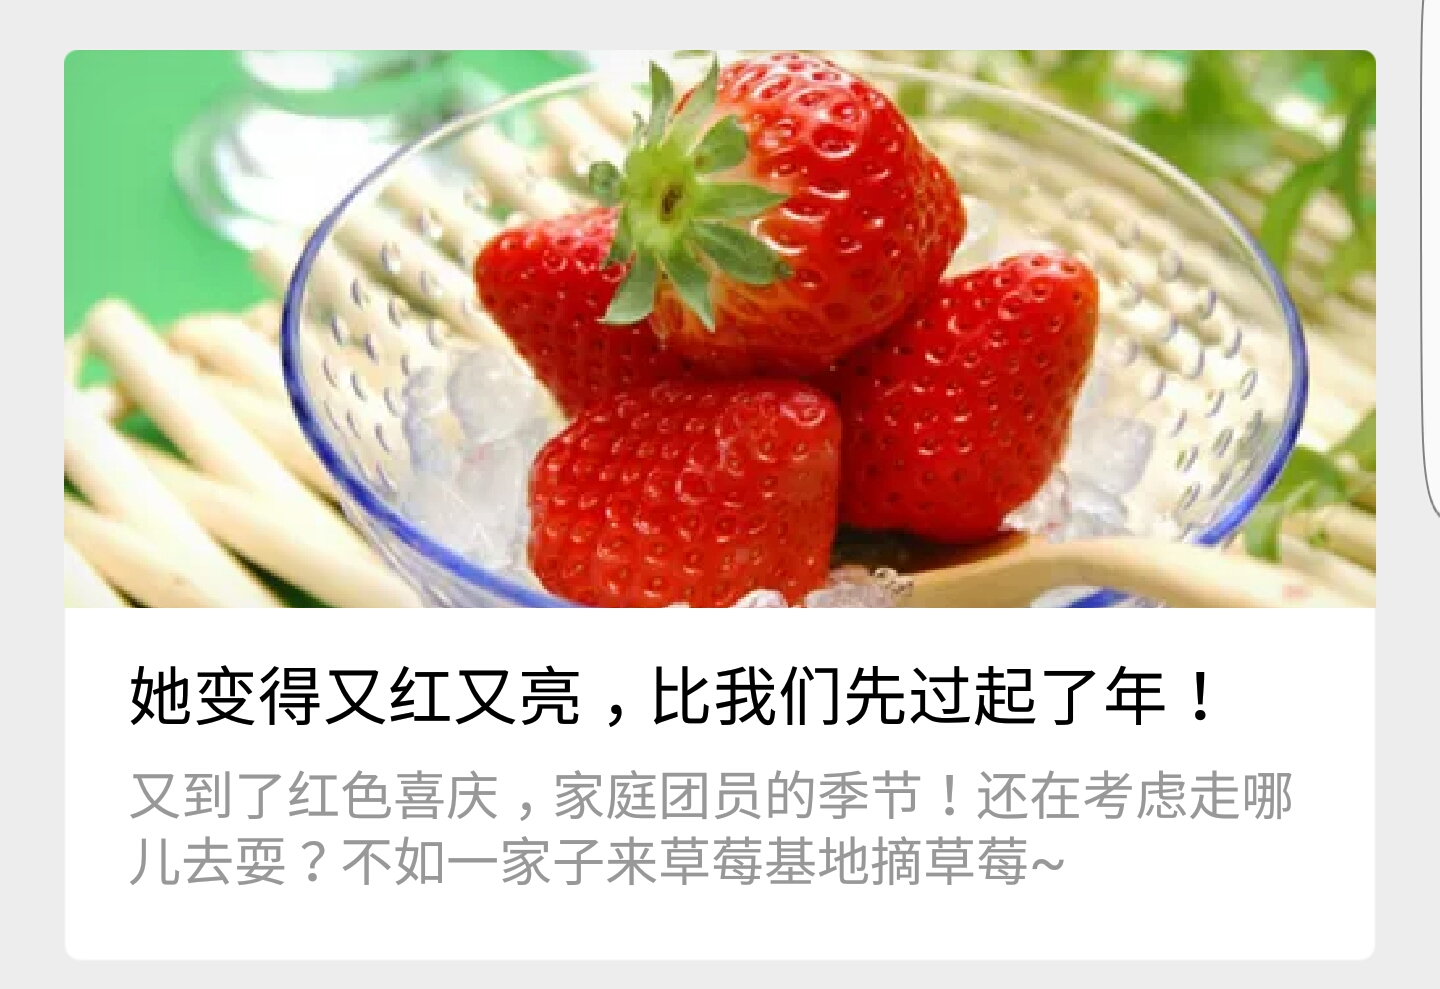 她变得又红又亮，比我们先过起了年！
又到了红色喜庆，家庭团员的季节！还在考虑走哪
儿去耍？不如一家子来草莓基地摘草莓~